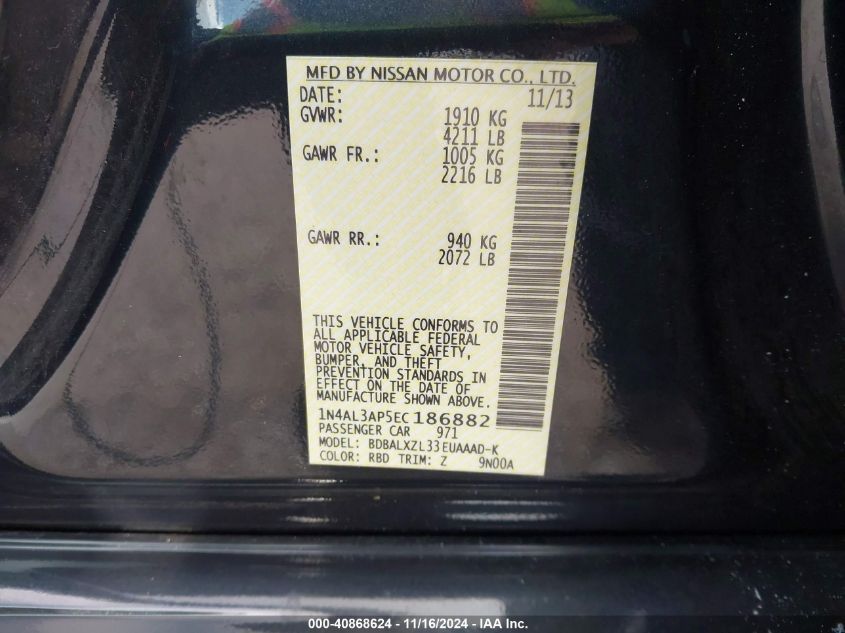 MFD BY NISSAN MOTOR CO., LTD.
DATE: 11/13
GVWR: 1910 KG
4211 LB
GAWR FR.: 1005 KG
2216 LB
GAWR RR.: 940 KG
2072 LB
THIS VEHICLE CONFORMS TO
ALL APPLICABLE FEDERAL
MOTOR VEHICLE SAFETY,
BUMPER, AND THEFT
PREVENTION STANDARDS IN
EFFECT ON THE DATE OF
MANUFACTURE SHOWN ABOVE.
1N4AL3AP5EC186882
PASSENGER CAR 971
MODEL: BDBALXZL33EUAAAD-K
COLOR: RBD TRIM: Z 9N00A
000-40868624 - 11/16/2024 - www.iaai.com